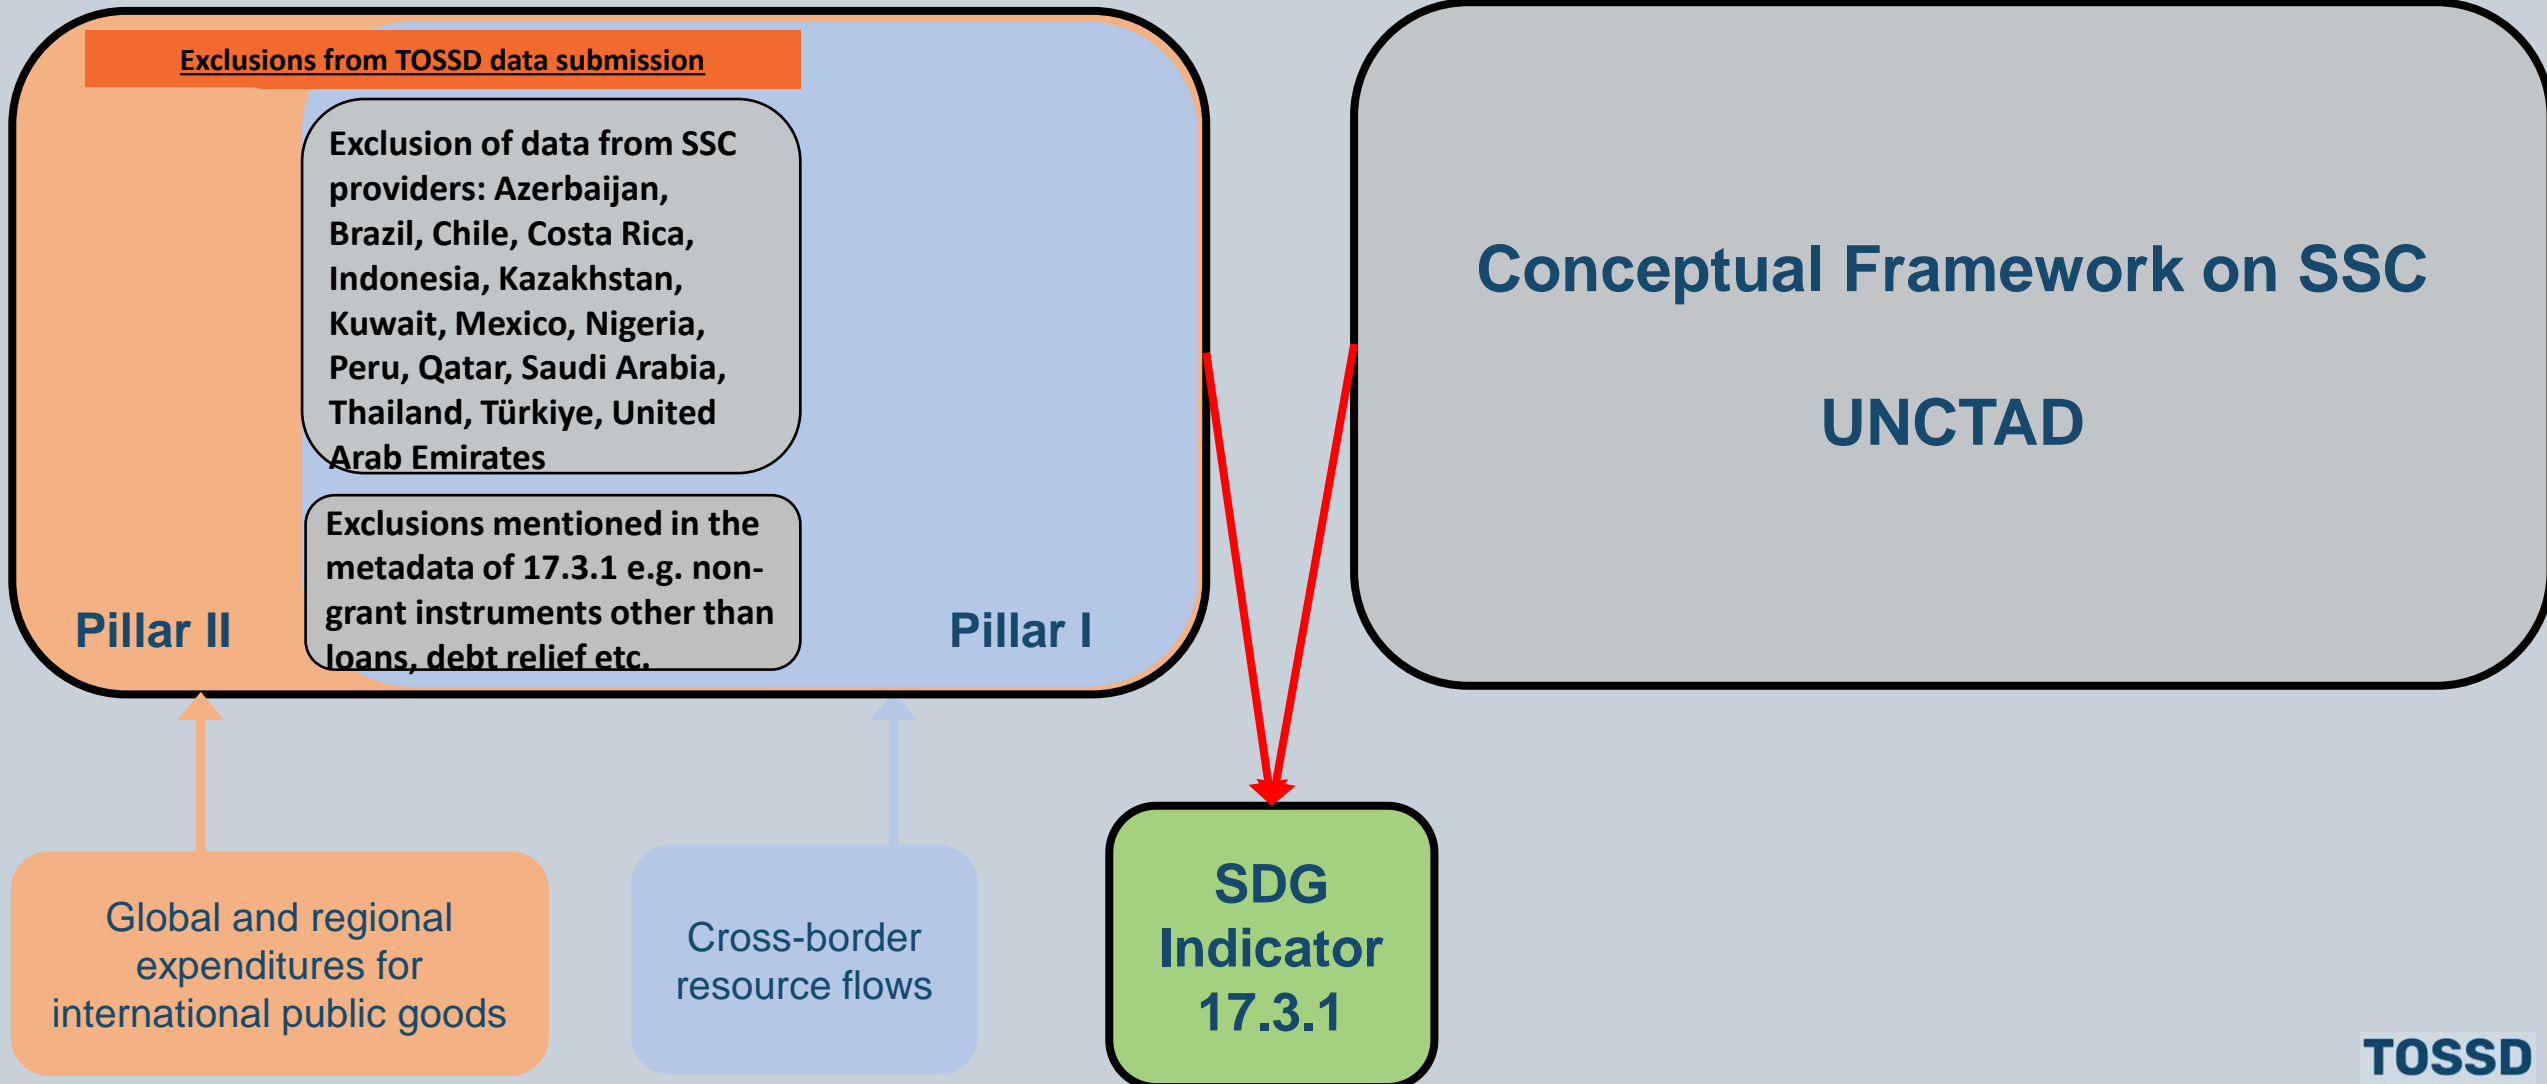 Exclusions from TOSSD data submission
Exclusion of data from SSC
providers: Azerbaijan,
Brazil, Chile, Costa Rica,
Indonesia, Kazakhstan,
Kuwait, Mexico, Nigeria,
Peru, Qatar, Saudi Arabia,
Thailand, Türkiye, United
Arab Emirates
Exclusions mentioned in the
metadata of 17.3.1 e.g. non-
grant instruments other than
loans, debt relief etc.
Pillar II
Pillar I
Conceptual Framework on SSC
UNCTAD
Global and regional
expenditures for
international public goods
Cross-border
resource flows
SDG
Indicator
17.3.1
TOSSD